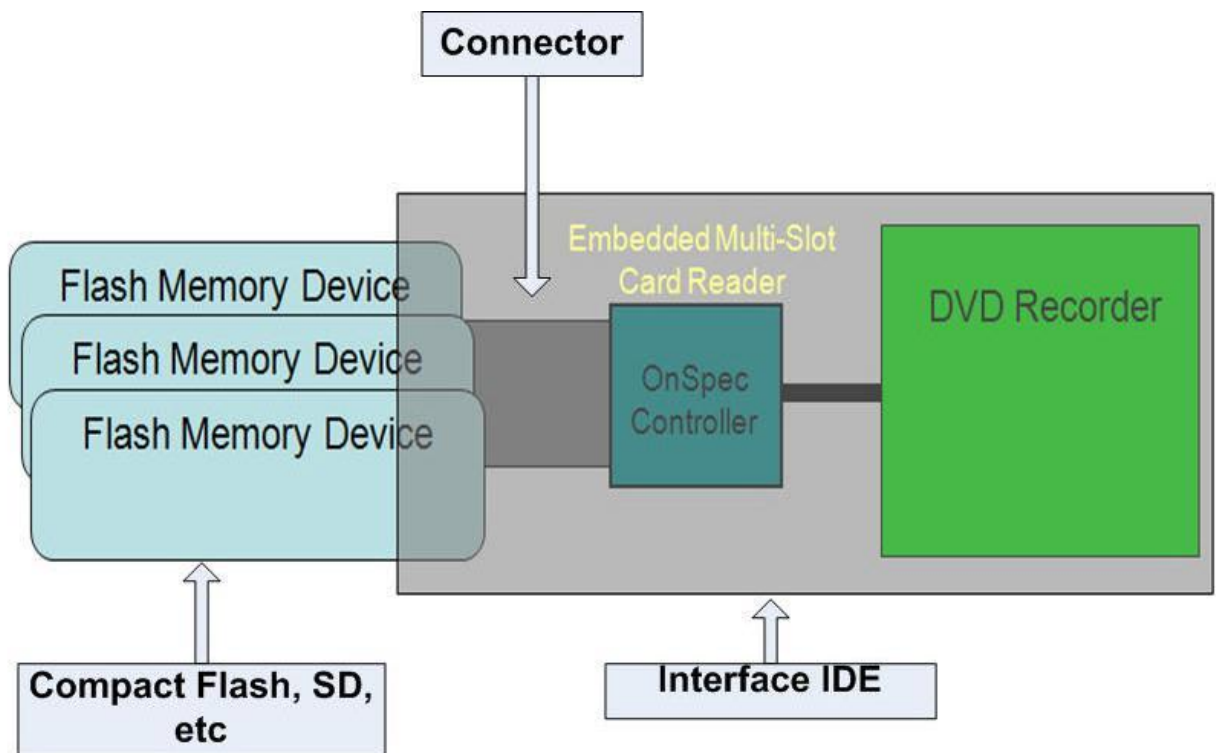 Connector
Embedded Multi-Slot
Card Reader
Flash Memory Device
Flash Memory Device
Flash Memory Device
OnSpec
Controller
DVD Recorder
Compact Flash, SD,
etc
Interface IDE